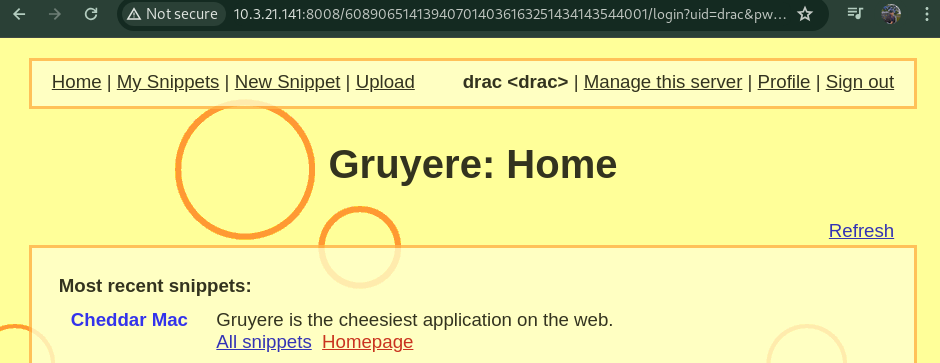 Not secure 10.3.21.141:8008/608906514139407014036163251434143544001/login?uid=drac&pw...
Home | My Snippets | New Snippet | Upload drac <drac> | Manage this server | Profile | Sign out
Gruyere: Home
Refresh
Most recent snippets:
Cheddar Mac Gruyere is the cheesiest application on the web.
All snippets Homepage